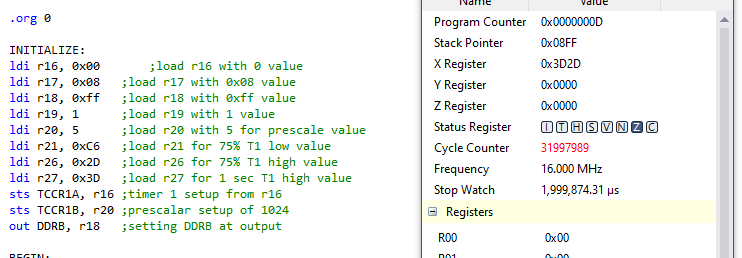 .org 0
INITIALIZE:
ldi r16, 0x00 ;load r16 with 0 value
ldi r17, 0x08 ;load r17 with 0x08 value
ldi r18, 0xff ;load r18 with 0xff value
ldi r19, 1 ;load r19 with 1 value
ldi r20, 5 ;load r20 with 5 for prescale value
ldi r21, 0xC6 ;load r21 for 75% T1 low value
ldi r26, 0x2D ;load r26 for 75% T1 high value
ldi r27, 0x3D ;load r27 for 1 sec T1 high value
sts TCCR1A, r16 ;timer 1 setup from r16
sts TCCR1B, r20 ;prescalar setup of 1024
out DDRB, r18 ;setting DDRB at output
BEGIN:
Name Value
Program Counter 0x0000000D
Stack Pointer 0x08FF
X Register 0x3D2D
Y Register 0x0000
Z Register 0x0000
Status Register I T H S V N Z C
Cycle Counter 31997989
Frequency 16.000 MHz
Stop Watch 1,999,874.31 µs
Registers
R00 0x00
R01 0x00